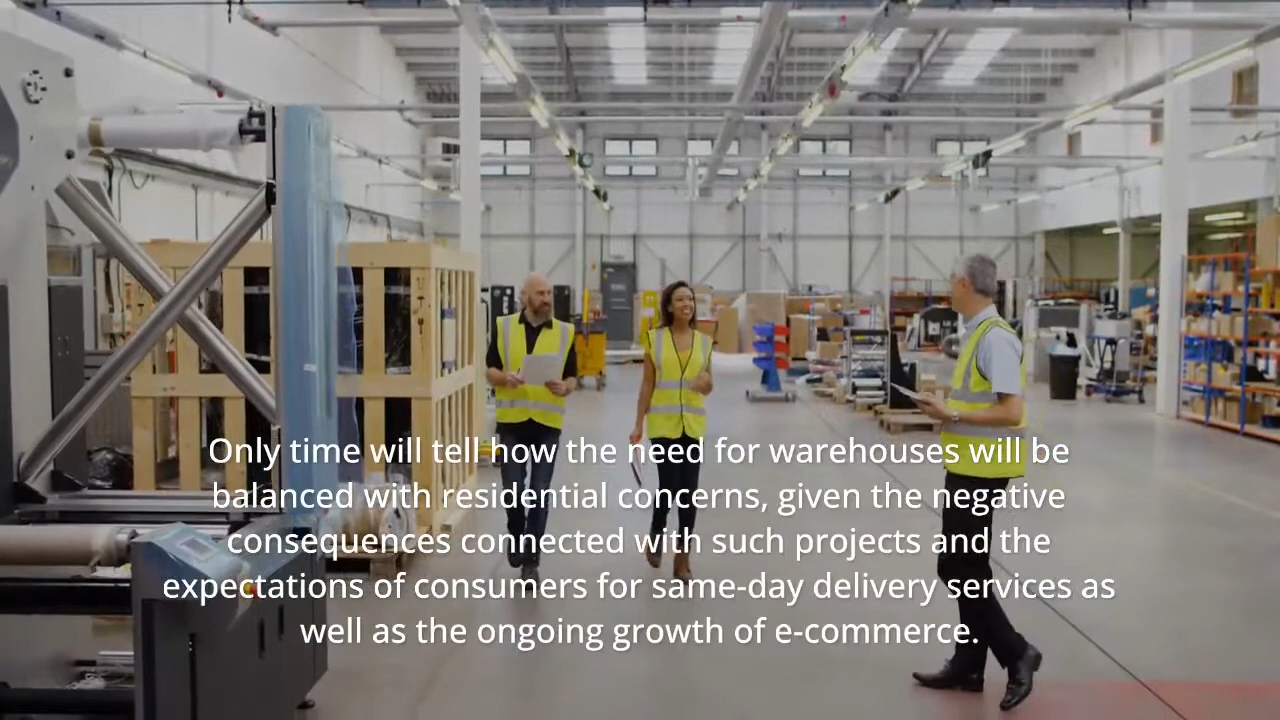 Only time will tell how the need for warehouses will be
balanced with residential concerns, given the negative
consequences connected with such projects and the
expectations of consumers for same-day delivery services as
well as the ongoing growth of e-commerce.